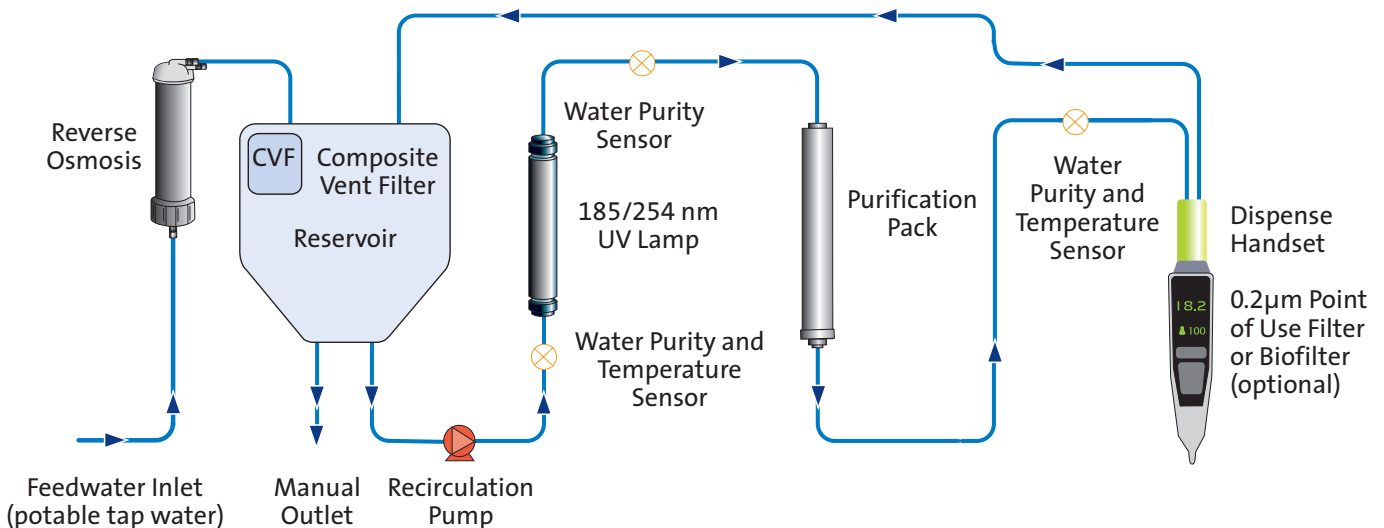 Reverse
Osmosis
CVF
Composite
Vent Filter
Reservoir
Water Purity
Sensor
185/254 nm
UV Lamp
Water Purity and
Temperature
Sensor
Purification
Pack
Water
Purity and
Temperature
Sensor
Dispense
Handset
18.2
100
0.2µm Point
of Use Filter
or Biofilter
(optional)
Feedwater Inlet
(potable tap water)
Manual
Outlet
Recirculation
Pump